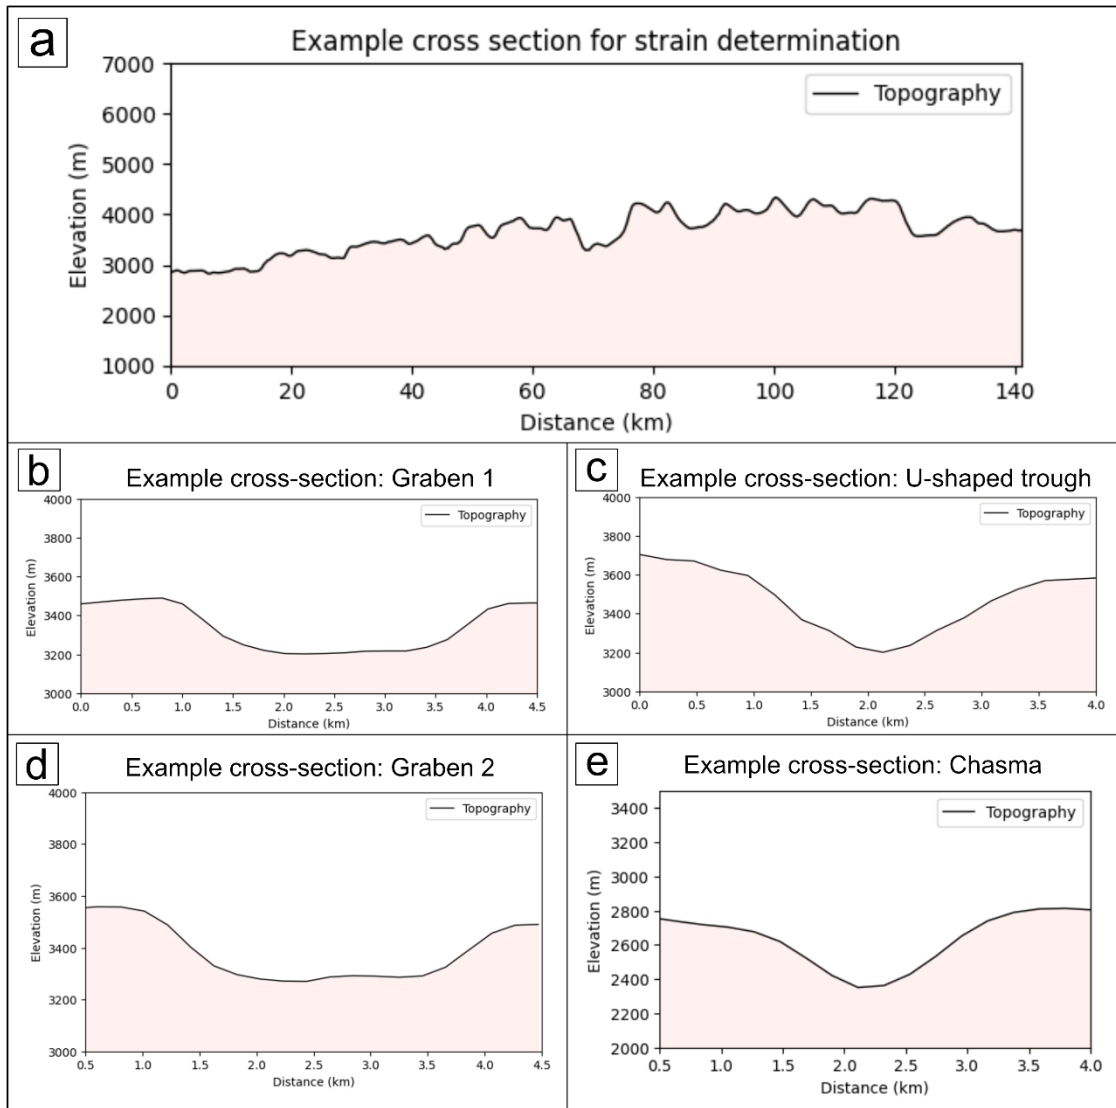 a
Example cross section for strain determination
Topography
7000
6000
5000
4000
3000
2000
1000
Elevation (m)
0 20 40 60 80 100 120 140
Distance (km)
b
Example cross-section: Graben 1
Topography
4000
3800
3600
3400
3200
3000
Elevation (m)
0.0 0.5 1.0 1.5 2.0 2.5 3.0 3.5 4.0 4.5
Distance (km)
c
Example cross-section: U-shaped trough
Topography
4000
3800
3600
3400
3200
3000
Elevation (m)
0.0 0.5 1.0 1.5 2.0 2.5 3.0 3.5 4.0
Distance (km)
d
Example cross-section: Graben 2
Topography
4000
3800
3600
3400
3200
3000
Elevation (m)
0.5 1.0 1.5 2.0 2.5 3.0 3.5 4.0 4.5
Distance (km)
e
Example cross-section: Chasma
Topography
3400
3200
3000
2800
2600
2400
2200
2000
Elevation (m)
0.5 1.0 1.5 2.0 2.5 3.0 3.5 4.0
Distance (km)